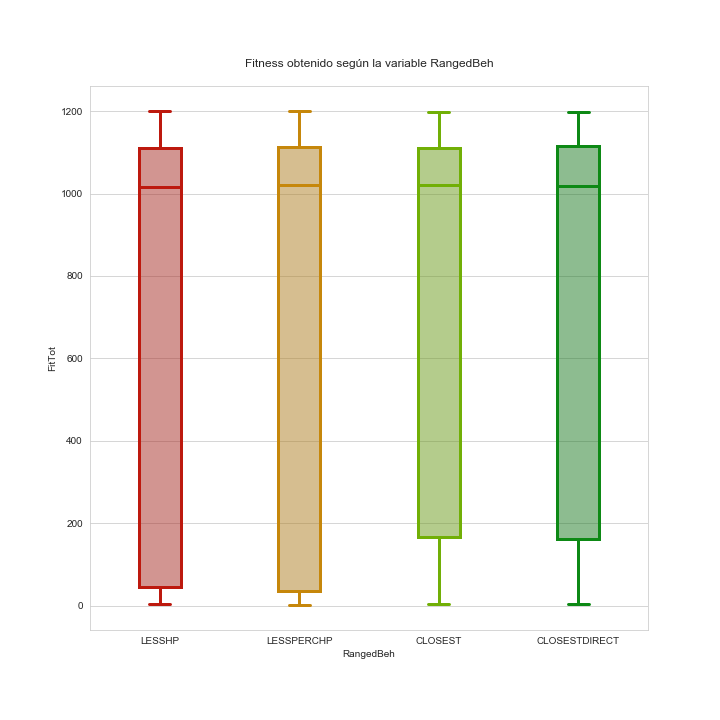 Fitness obtenido según la variable RangedBeh
1200
1000
800
600
400
200
0
FitTot
LESSHP LESSPERCHP CLOSEST CLOSESTDIRECT
RangedBeh